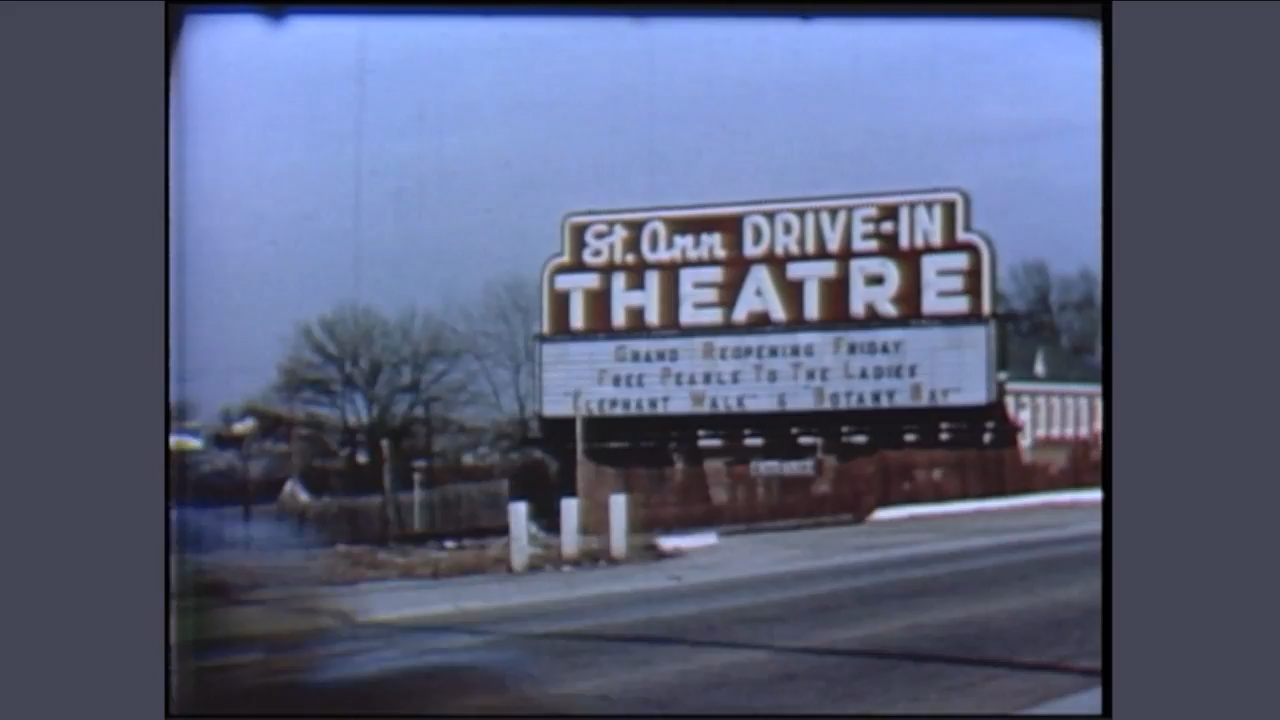 St. Ann DRIVE-IN
THEATRE
GRAND REOPENING FRIDAY
FREE PEARLS TO THE LADIES
ELEPHANT WALK & BOTANY BAY